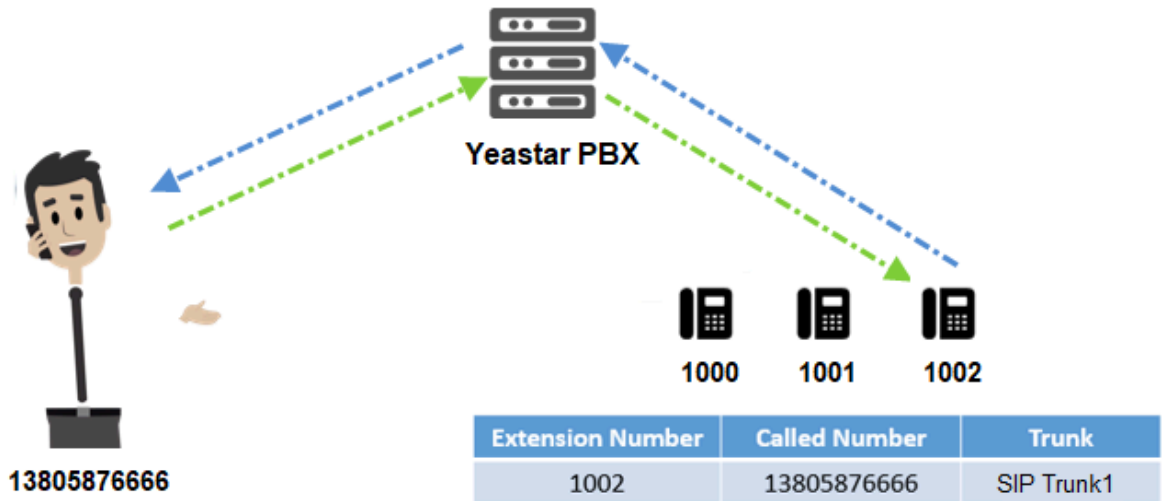 Yeastar PBX
1000 1001 1002
13805876666
Extension Number Called Number Trunk
1002 13805876666 SIP Trunk1